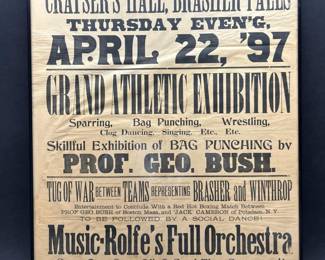 CRAPSER'S HALL, BRASHER FALLS
THURSDAY EVEN'G,
APRIL 22, '97
GRAND ATHLETIC EXHIBITION
Sparring, Bag Punching, Wrestling,
Clog Dancing, Singing, Etc., Etc.
Skillful Exhibition of BAG PUNCHING by
PROF. GEO. BUSH.
TUG OF WAR BETWEEN TEAMS REPRESENTING BRASHER AND WINTHROP
Entertainment to Conclude With a Red Hot Boxing Match Between
PROF GEO. BUSH of Boston Mass, and "JACK" CAMERON of Potsdam, N. Y
TO BE FOLLOWED BY A SOCIAL DANCE!
Music-Rolfe's Full Orchestra